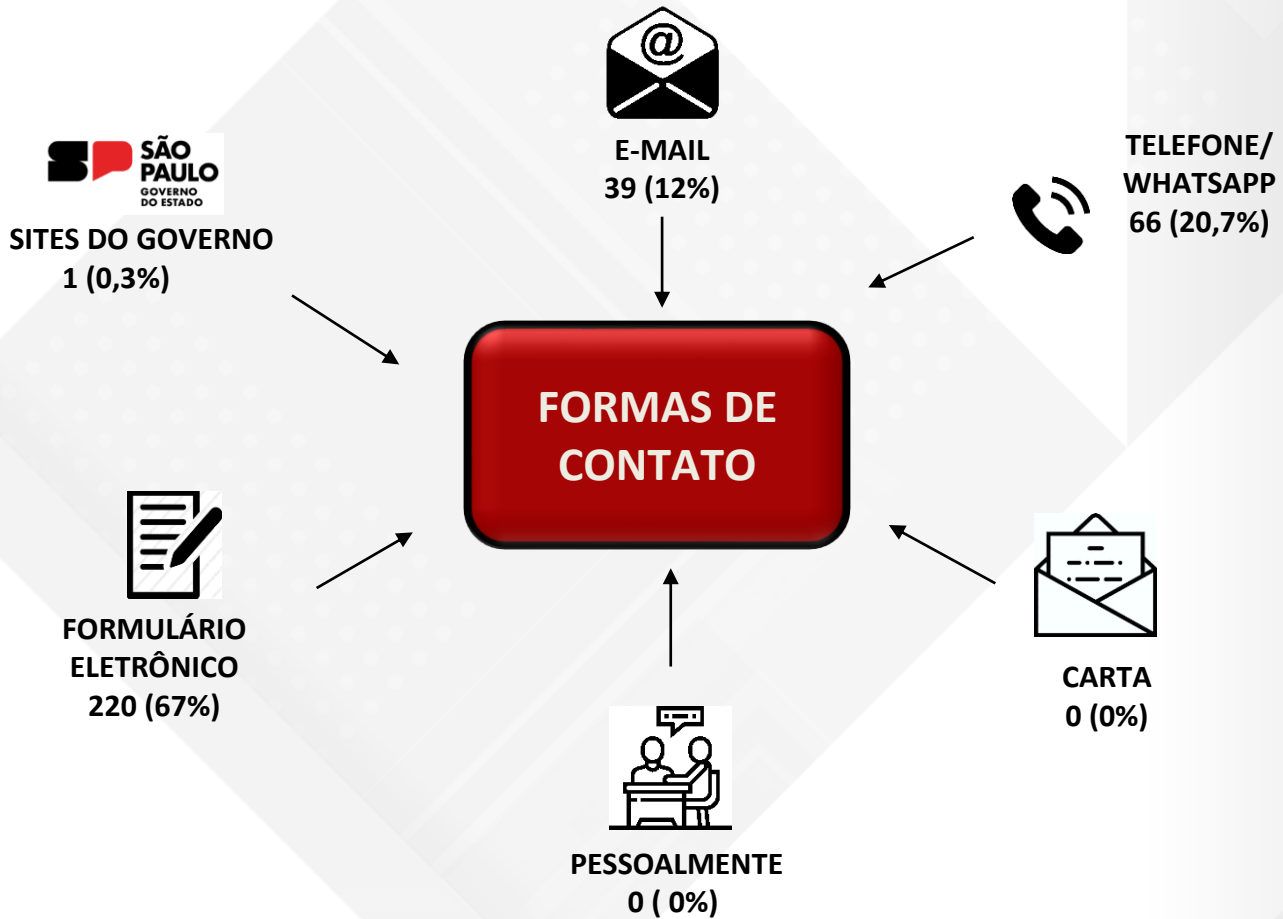 E-MAIL
39 (12%)
SÃO
PAULO
GOVERNO
DO ESTADO
SITES DO GOVERNO
1 (0,3%)
TELEFONE/
WHATSAPP
66 (20,7%)
FORMAS DE
CONTATO
FORMULÁRIO
ELETRÔNICO
220 (67%)
CARTA
0 (0%)
PESSOALMENTE
0 ( 0%)